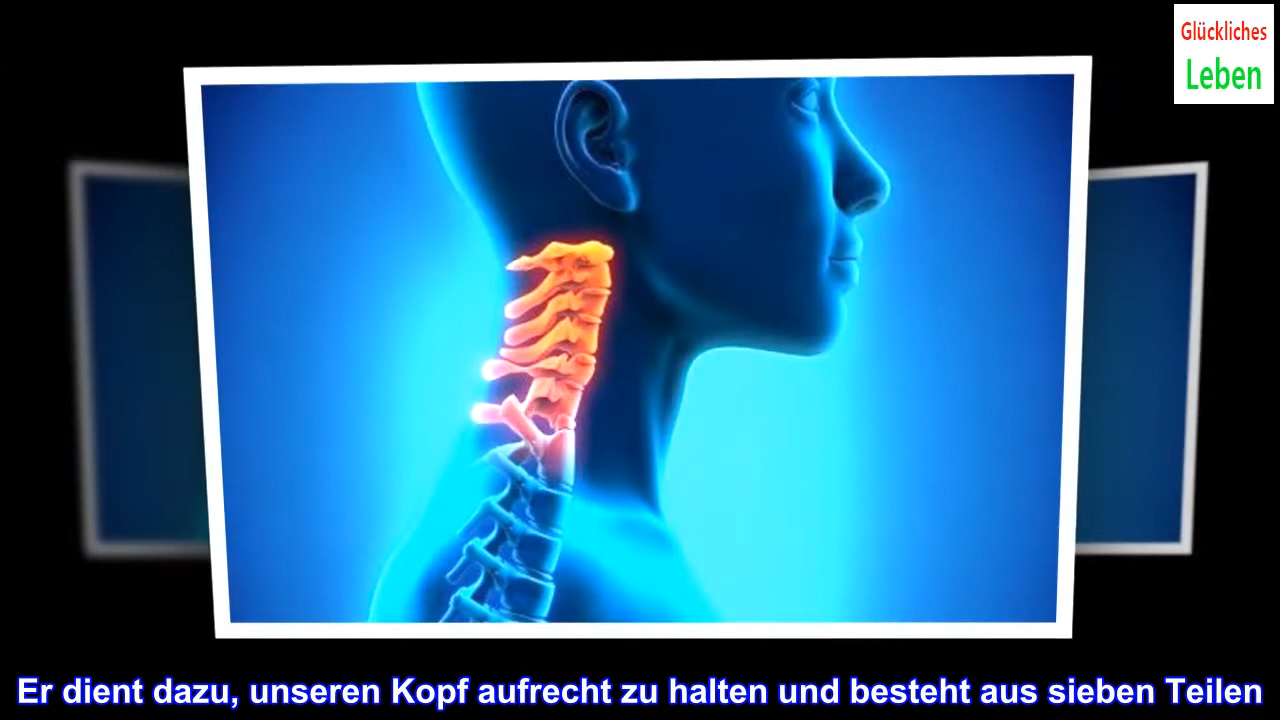 Glückliches
Leben
Er dient dazu, unseren Kopf aufrecht zu halten und besteht aus sieben Teilen